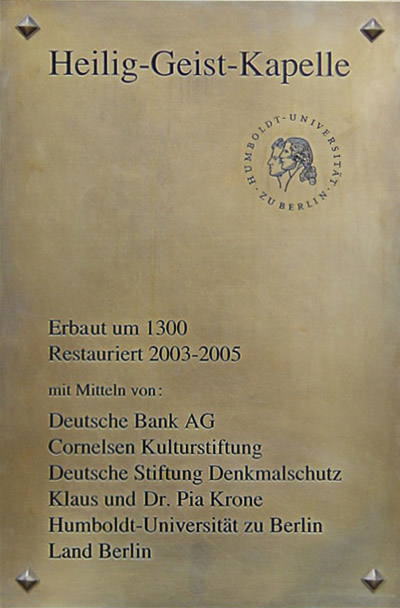 Heilig-Geist-Kapelle
HUMBOLDT-UNIVERSITÄT
· ZU BERLIN ·
Erbaut um 1300
Restauriert 2003-2005
mit Mitteln von:
Deutsche Bank AG
Cornelsen Kulturstiftung
Deutsche Stiftung Denkmalschutz
Klaus und Dr. Pia Krone
Humboldt-Universität zu Berlin
Land Berlin